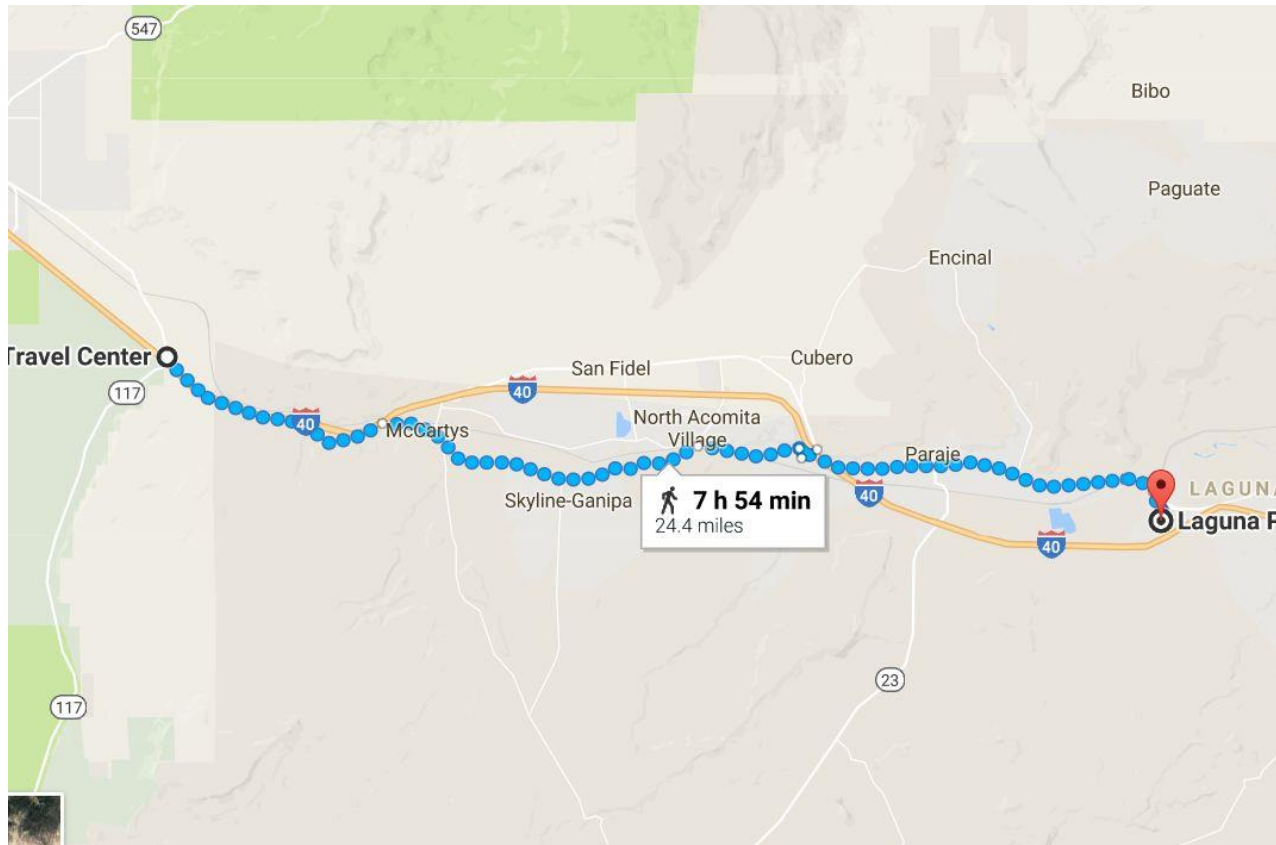 547
Bibo
Paguate
Encinal
Travel Center
117
San Fidel
Cubero
40
40
McCartys
North Acomita
Village
Paraje
Skyline-Ganipa
7 h 54 min
24.4 miles
40
LAGUNA
Laguna P
40
23
117